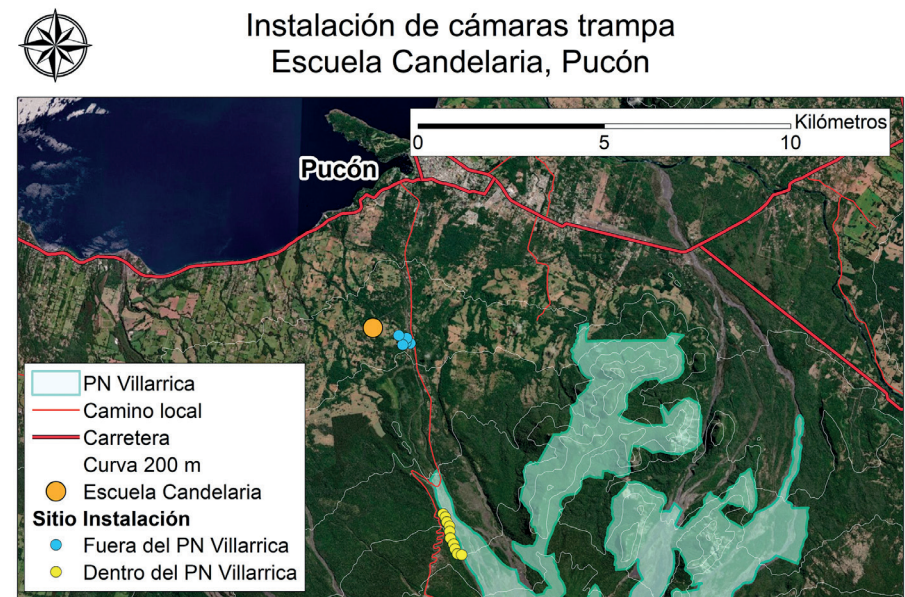 Instalación de cámaras trampa
Escuela Candelaria, Pucón
Kilómetros
0 5 10
Pucón
PN Villarrica
Camino local
Carretera
Curva 200 m
Escuela Candelaria
Sitio Instalación
Fuera del PN Villarrica
Dentro del PN Villarrica